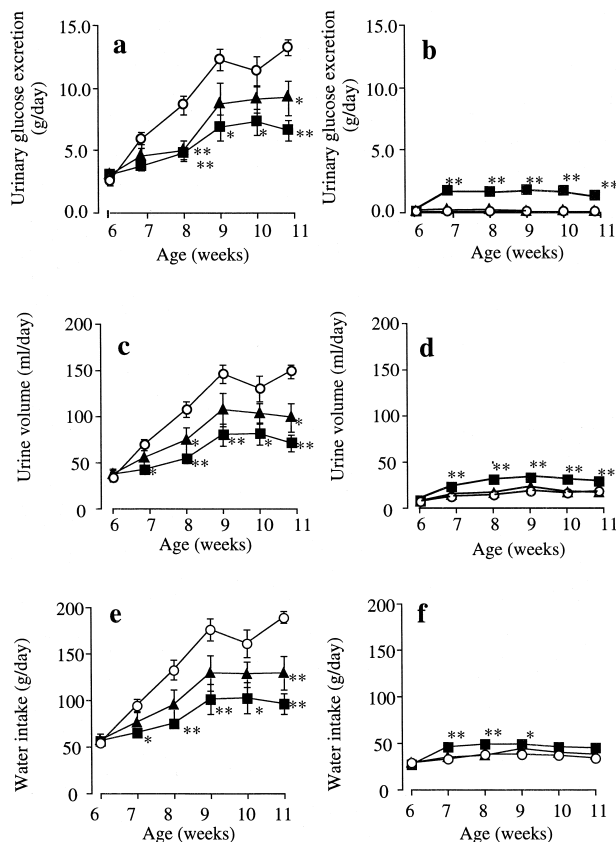 a
Urinary glucose excretion
(g/day)
15.0
10.0
5.0
0.0
*
*
*
**
**
**
6 7 8 9 10 11
Age (weeks)
b
Urinary glucose excretion
(g/day)
15.0
10.0
5.0
0.0
** ** ** ** **
6 7 8 9 10 11
Age (weeks)
c
Urine volume (ml/day)
200
150
100
50
0
*
*
*
**
**
*
**
6 7 8 9 10 11
Age (weeks)
d
Urine volume (ml/day)
200
150
100
50
0
** ** ** ** **
6 7 8 9 10 11
Age (weeks)
e
Water intake (g/day)
200
150
100
50
0
**
*
**
**
*
**
6 7 8 9 10 11
Age (weeks)
f
Water intake (g/day)
200
150
100
50
0
** ** *
6 7 8 9 10 11
Age (weeks)